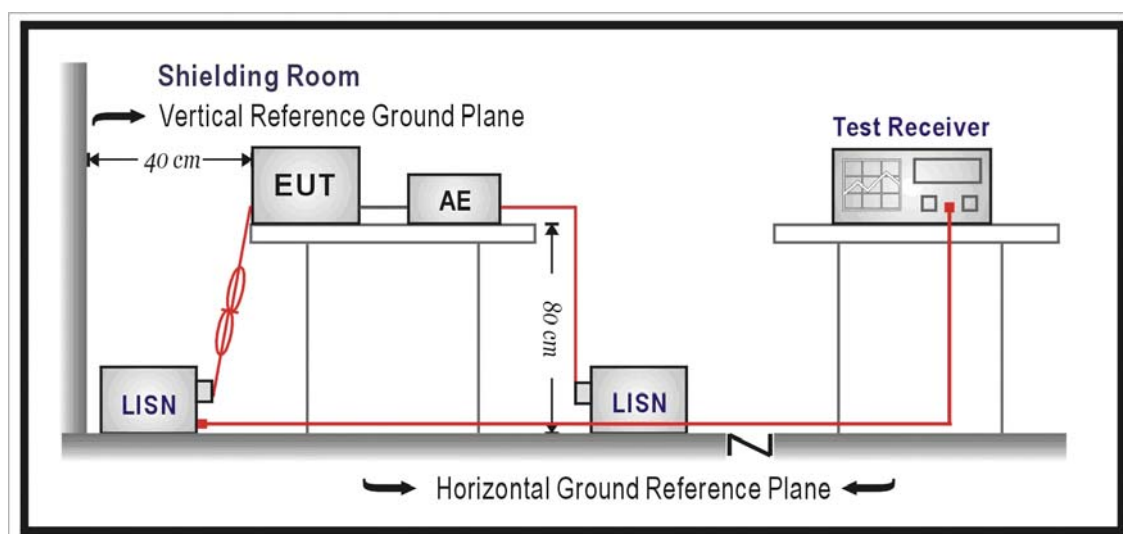 Shielding Room
Vertical Reference Ground Plane
Test Receiver
40 cm
EUT
AE
80 cm
LISN
LISN
Horizontal Ground Reference Plane